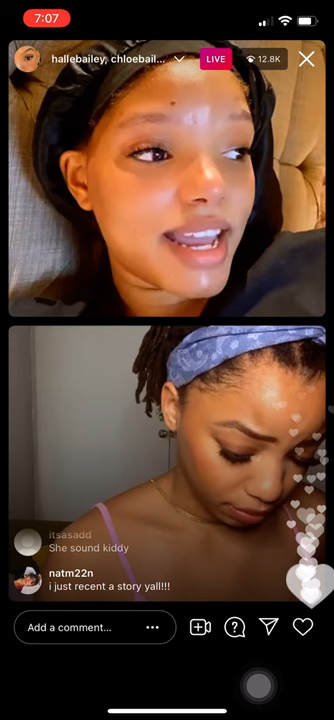 7:07
hallebailey, chloebail... LIVE 12.8K
itsasadd
She sound kiddy
natm22n
i just recent a story yall!!!
Add a comment...